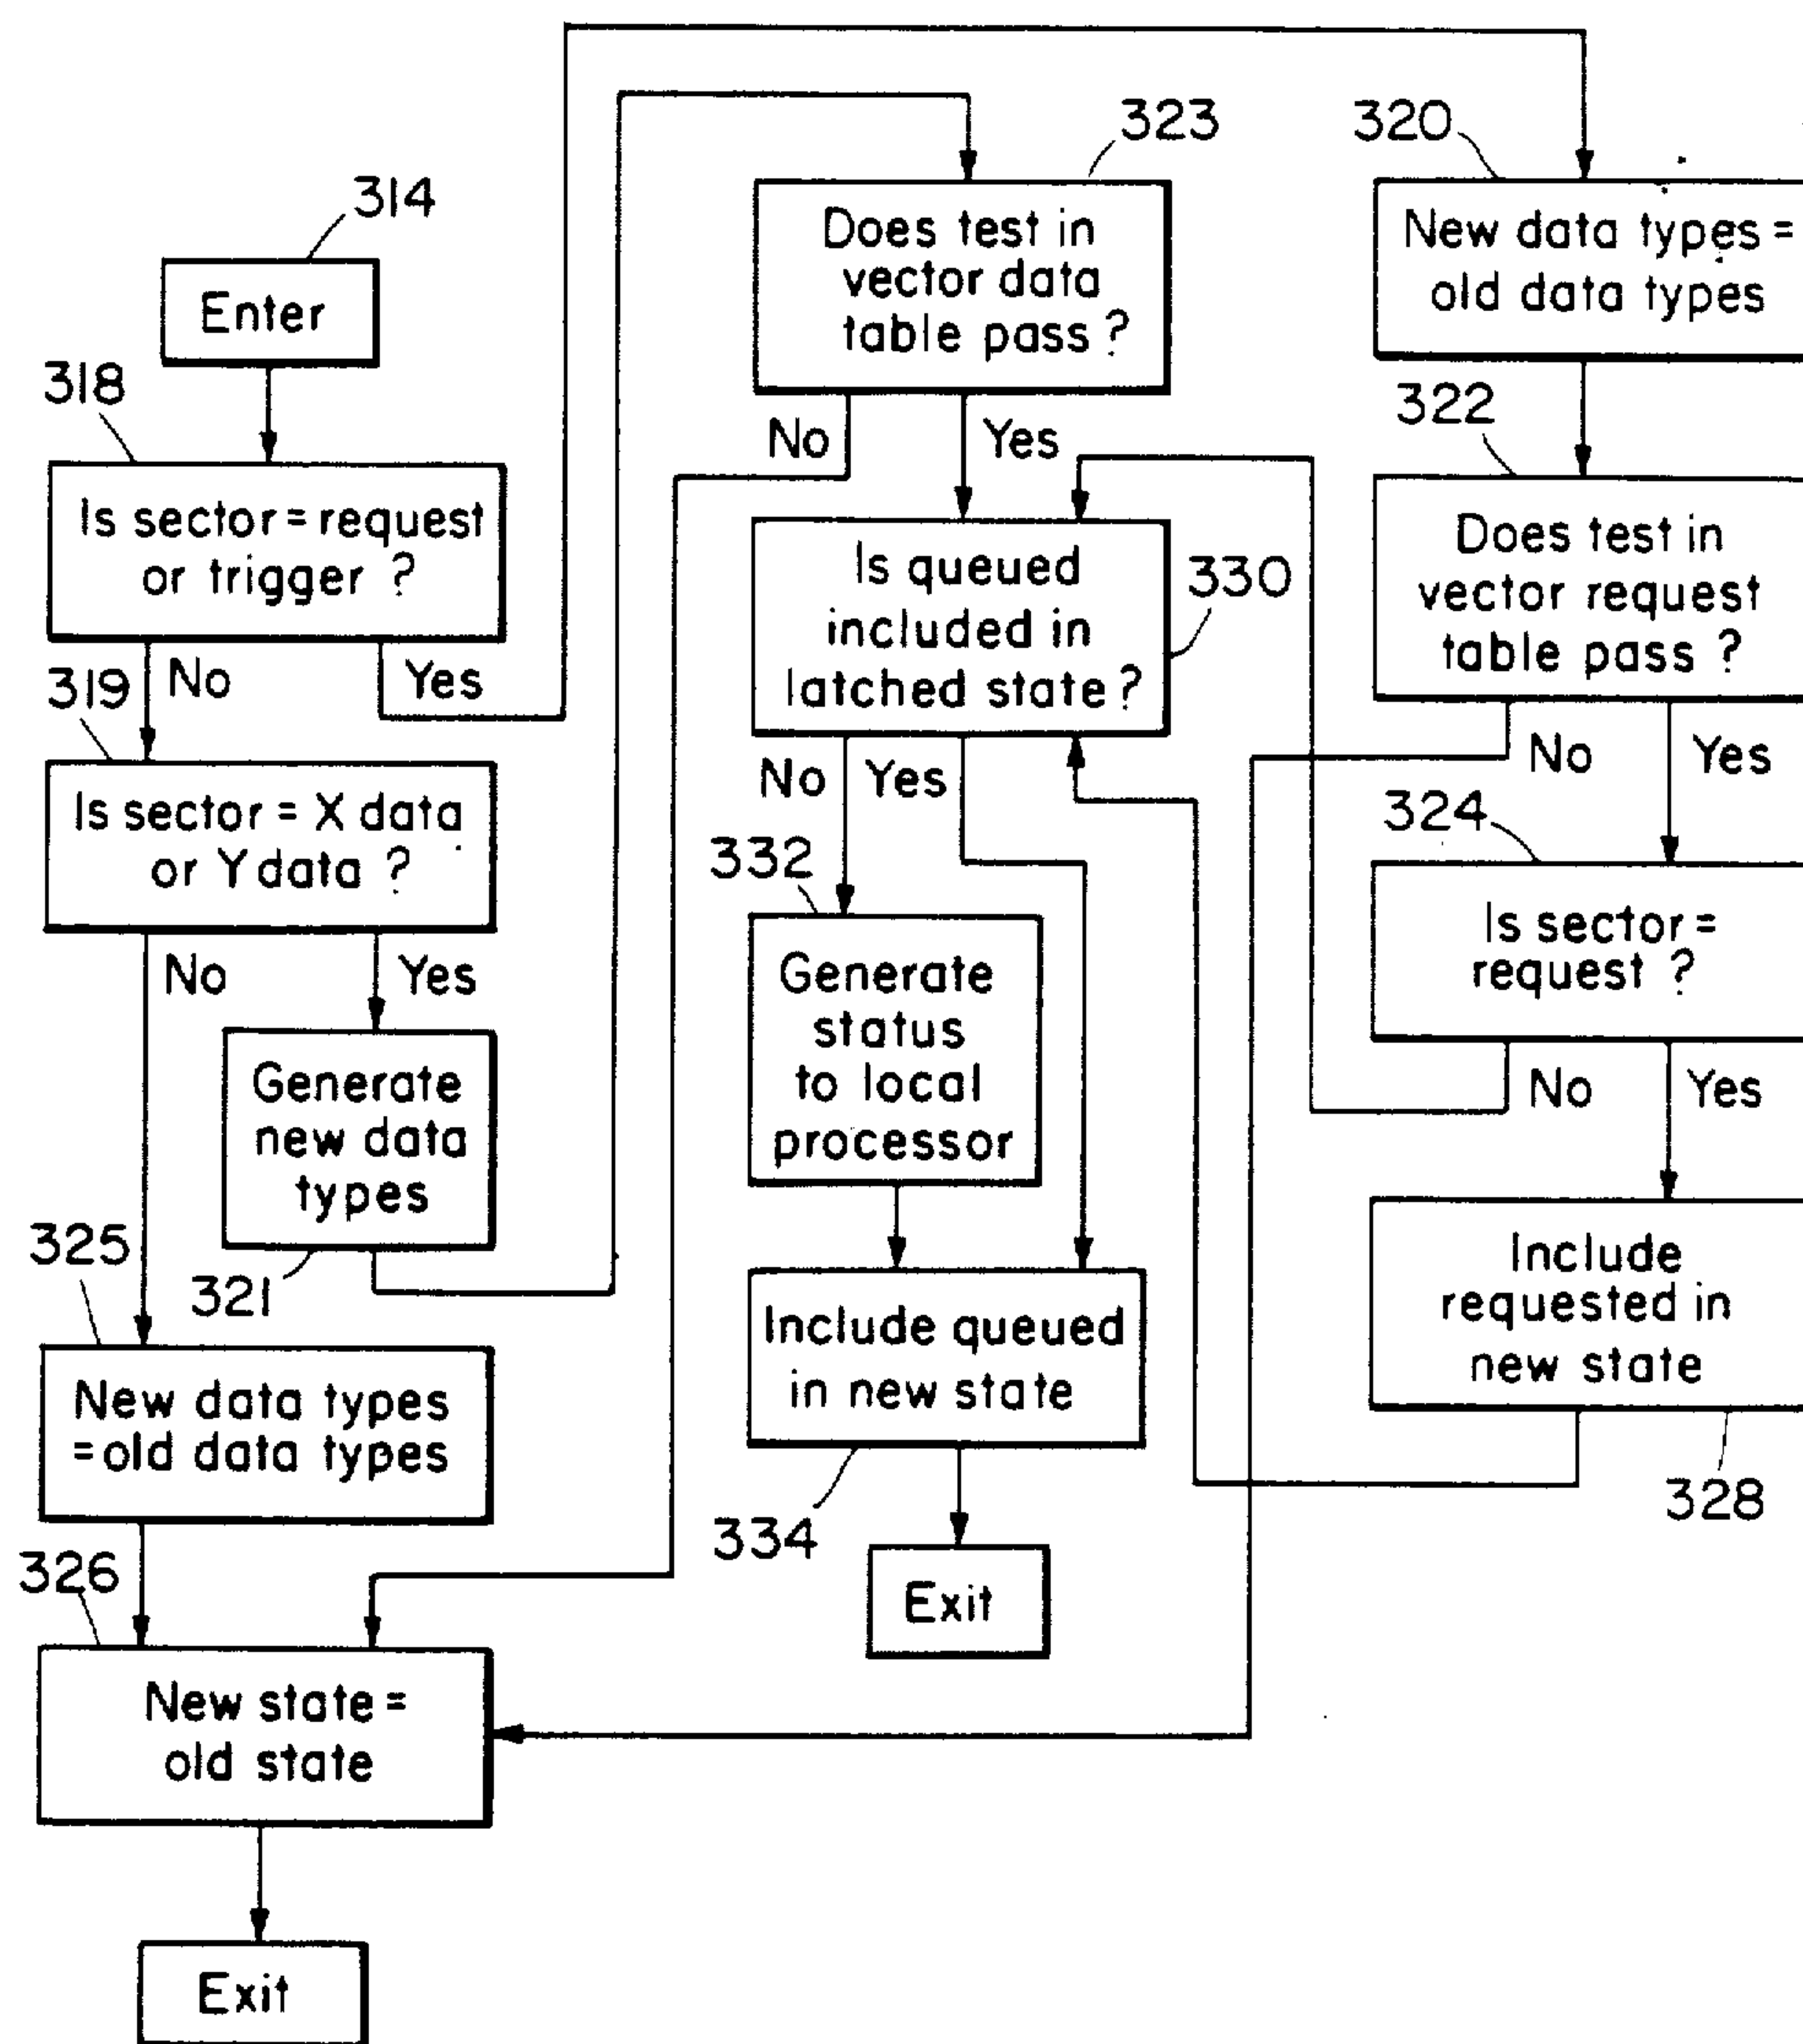 314
Enter
318
Is sector = request
or trigger ?
No
Yes
319
Is sector = X data
or Y data ?
No
Yes
Generate
new data
types
321
325
New data types
= old data types
326
New state =
old state
Exit
323
Does test in
vector data
table pass ?
No
Yes
Is queued
included in
latched state ?
330
No
Yes
332
Generate
status
to local
processor
Include queued
in new state
334
Exit
320
New data types =
old data types
322
Does test in
vector request
table pass ?
No
Yes
324
Is sector =
request ?
No
Yes
Include
requested in
new state
328